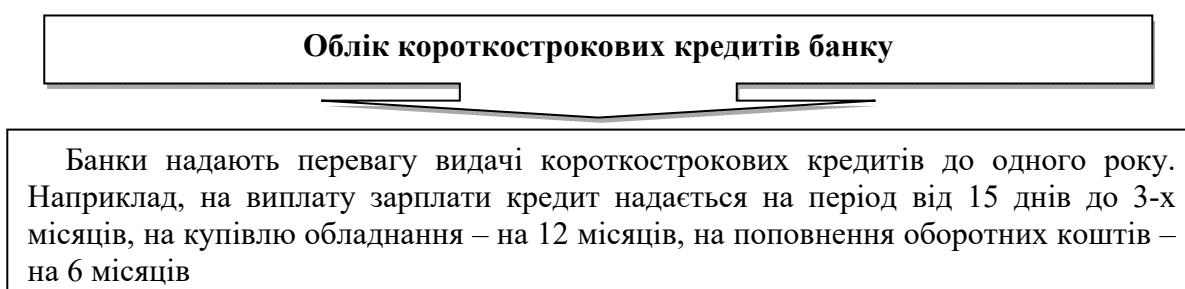 Облік короткострокових кредитів банку
Банки надають перевагу видачі короткострокових кредитів до одного року.
Наприклад, на виплату зарплати кредит надається на період від 15 днів до 3-х
місяців, на купівлю обладнання – на 12 місяців, на поповнення оборотних коштів –
на 6 місяців